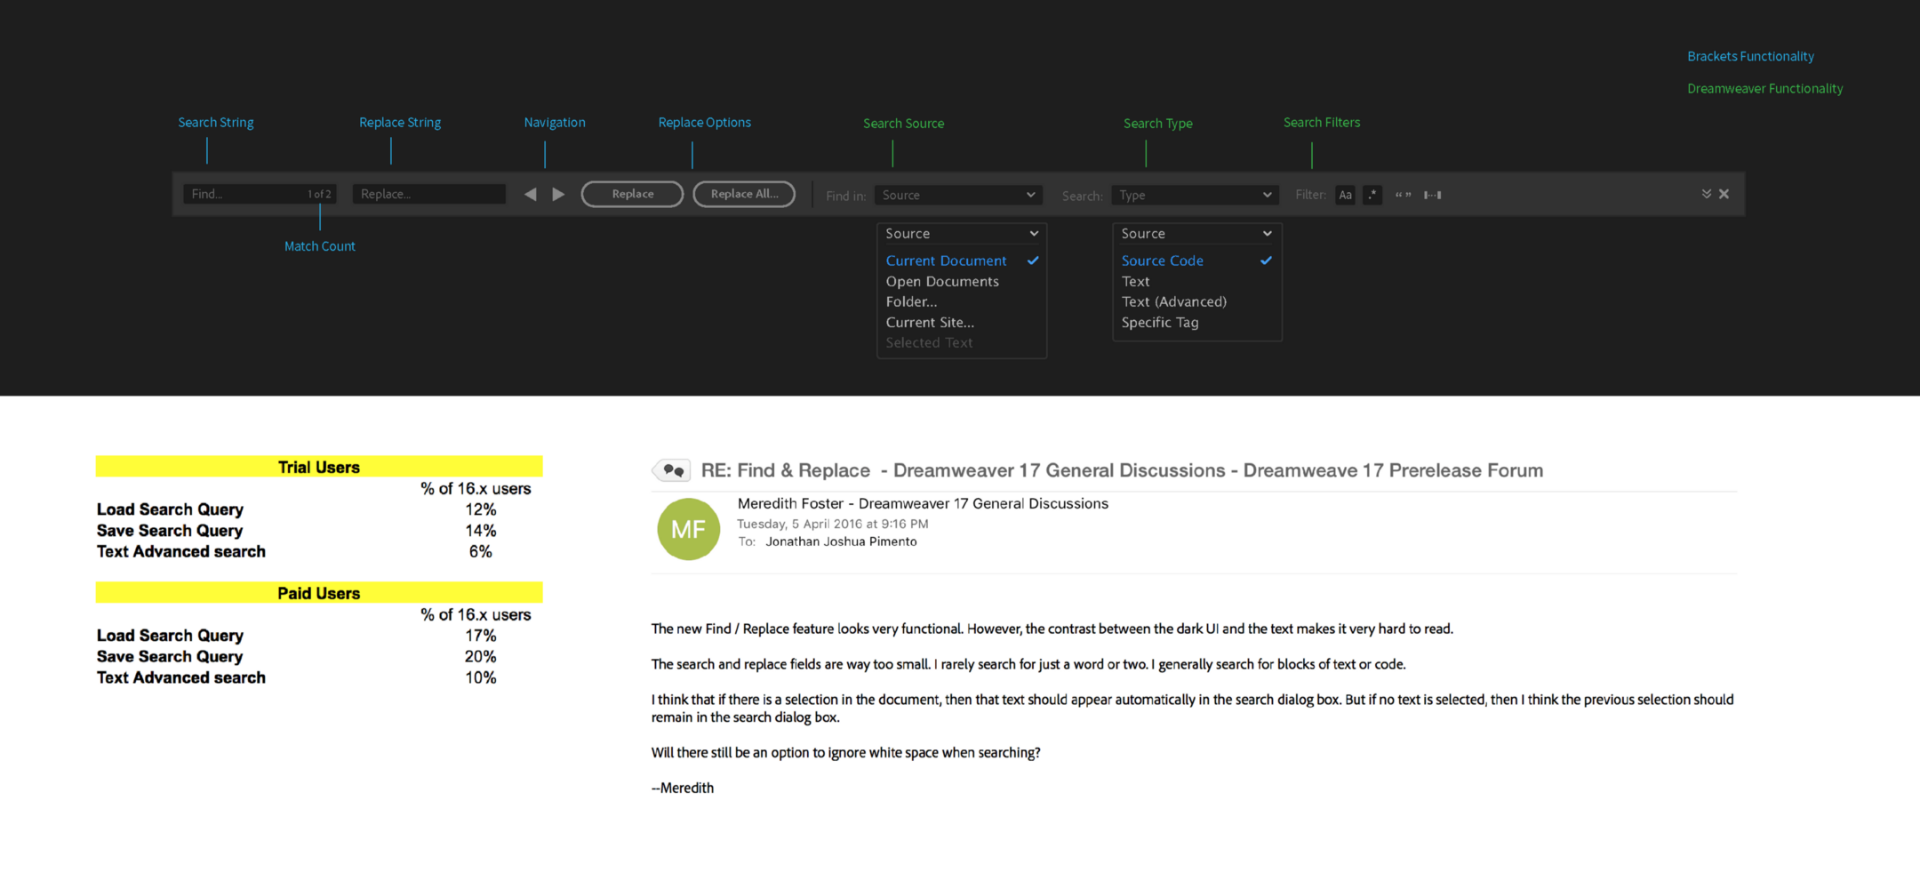 Brackets Functionality
Dreamweaver Functionality
Search String
Replace String
Navigation
Replace Options
Search Source
Search Type
Search Filters
Find... 1 of 2
Replace...
Replace
Replace All...
Find in: Source
Search: Type
Filter: Aa .* “ ”
Match Count
Source
Current Document
Open Documents
Folder...
Current Site...
Selected Text
Source
Source Code
Text
Text (Advanced)
Specific Tag
Trial Users
% of 16.x users
Load Search Query 12%
Save Search Query 14%
Text Advanced search 6%
Paid Users
% of 16.x users
Load Search Query 17%
Save Search Query 20%
Text Advanced search 10%
RE: Find & Replace - Dreamweaver 17 General Discussions - Dreamweave 17 Prerelease Forum
MF
Meredith Foster - Dreamweaver 17 General Discussions
Tuesday, 5 April 2016 at 9:16 PM
To: Jonathan Joshua Pimento
The new Find / Replace feature looks very functional. However, the contrast between the dark UI and the text makes it very hard to read.
The search and replace fields are way too small. I rarely search for just a word or two. I generally search for blocks of text or code.
I think that if there is a selection in the document, then that text should appear automatically in the search dialog box. But if no text is selected, then I think the previous selection should
remain in the search dialog box.
Will there still be an option to ignore white space when searching?
--Meredith